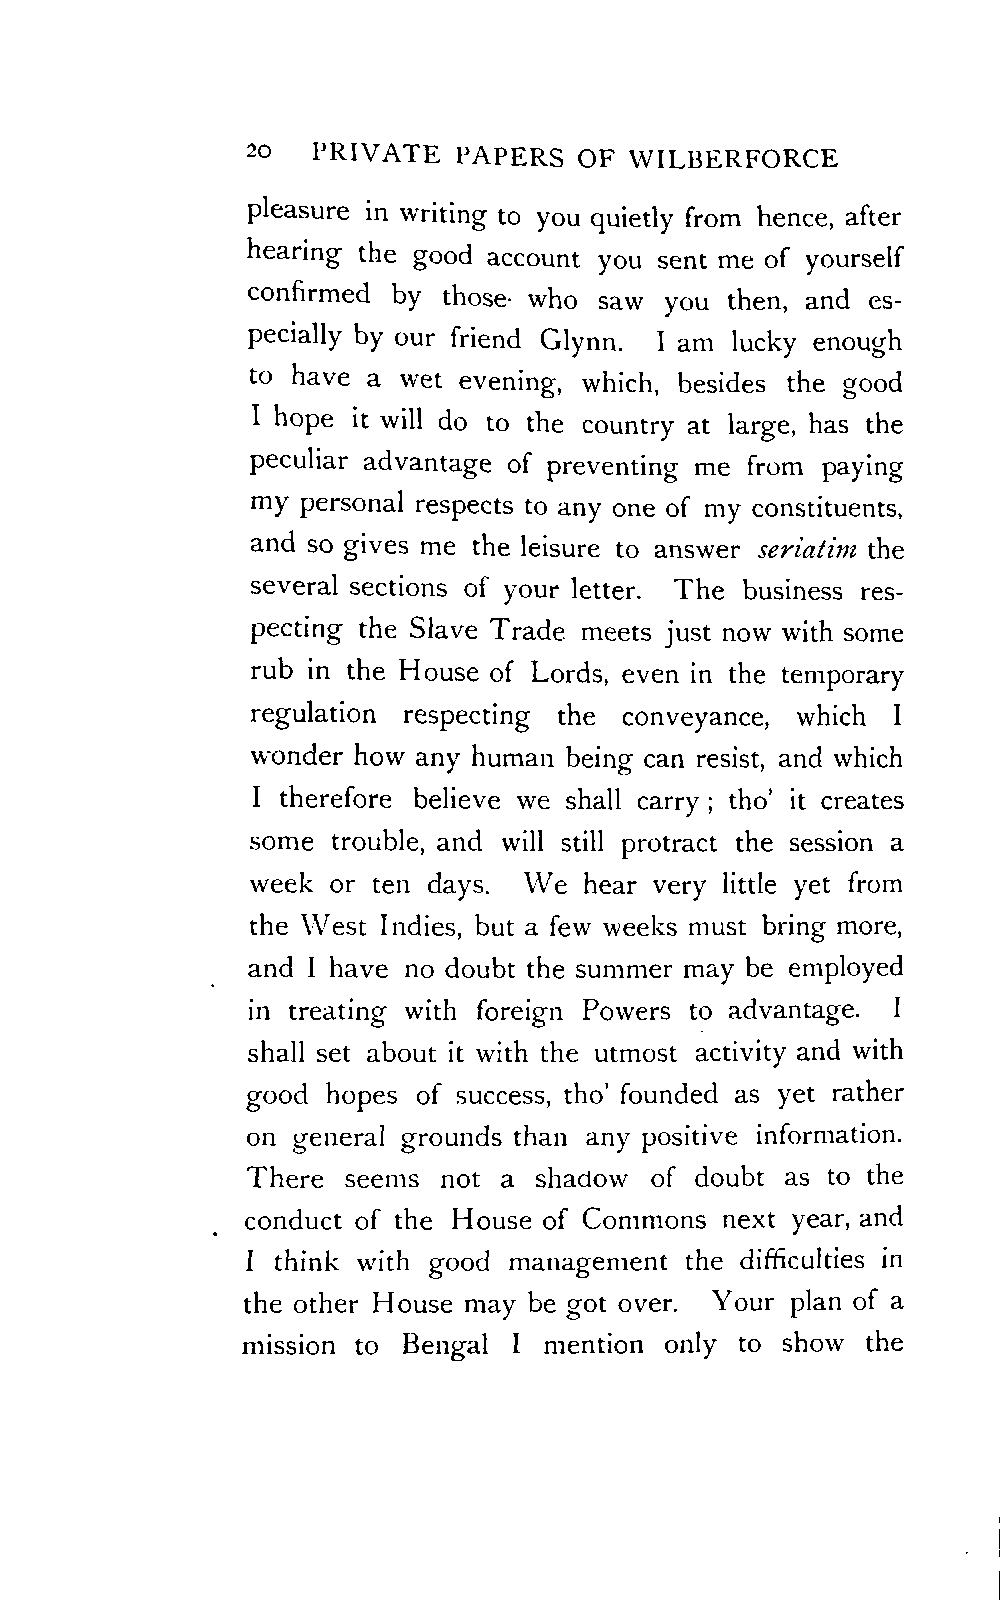 20 PRIVATE PAPERS OF WILBERFORCE
pleasure in writing to you quietly from hence, after
hearing the good account you sent me of yourself
confirmed by those who saw you then, and es-
pecially by our friend Glynn. I am lucky enough
to have a wet evening, which, besides the good
I hope it will do to the country at large, has the
peculiar advantage of preventing me from paying
my personal respects to any one of my constituents,
and so gives me the leisure to answer seriatim the
several sections of your letter. The business res-
pecting the Slave Trade meets just now with some
rub in the House of Lords, even in the temporary
regulation respecting the conveyance, which I
wonder how any human being can resist, and which
I therefore believe we shall carry ; tho' it creates
some trouble, and will still protract the session a
week or ten days. We hear very little yet from
the West Indies, but a few weeks must bring more,
and I have no doubt the summer may be employed
in treating with foreign Powers to advantage. I
shall set about it with the utmost activity and with
good hopes of success, tho' founded as yet rather
on general grounds than any positive information.
There seems not a shadow of doubt as to the
conduct of the House of Commons next year, and
I think with good management the difficulties in
the other House may be got over. Your plan of a
mission to Bengal I mention only to show the